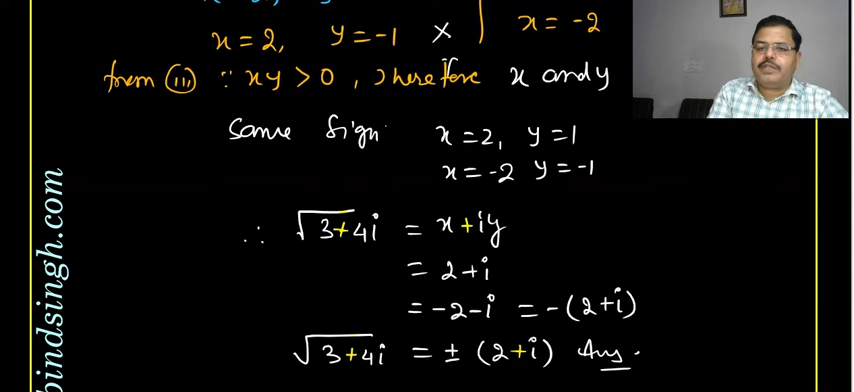 x = 2, y = -1 × | x = -2
from (iii) ∵ xy > 0, therefore x and y
same sign x = 2, y = 1
x = -2 y = -1
∴ √3+4i = x + iy
= 2 + i
= -2 - i = -(2+i)
√3+4i = ± (2+i) Ans.
bindsingh.com